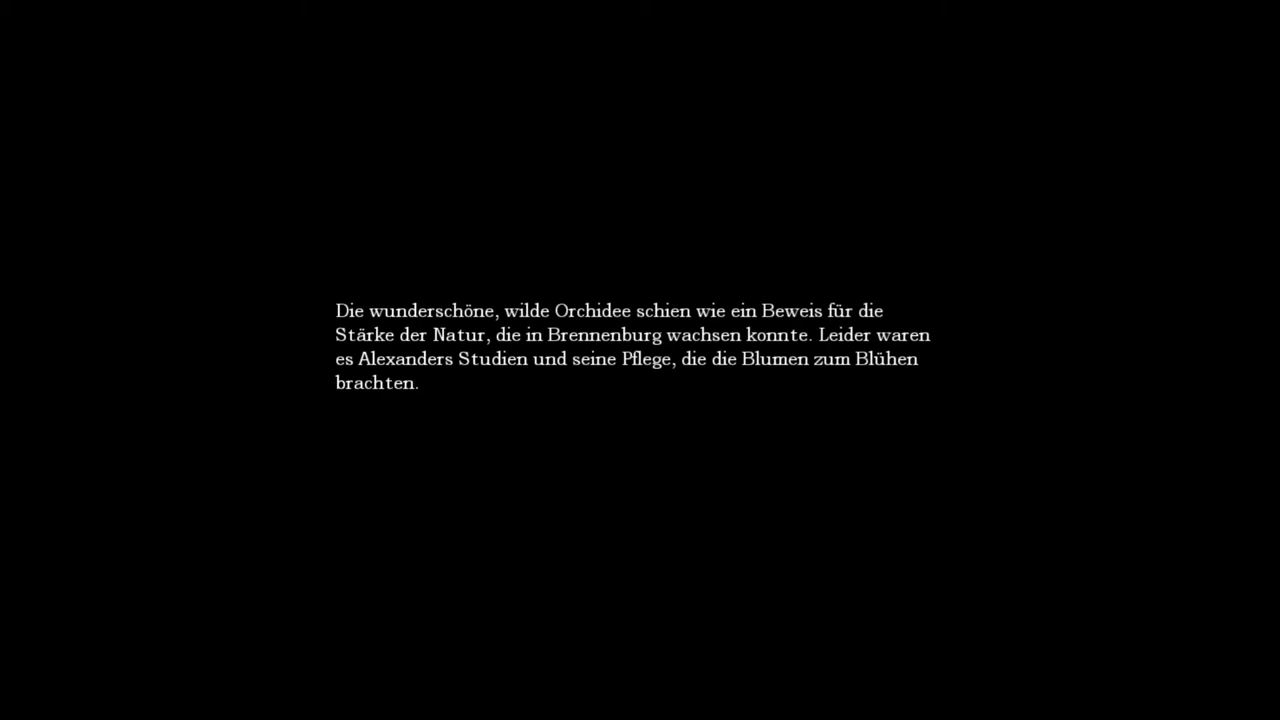 Die wunderschöne, wilde Orchidee schien wie ein Beweis für die
Stärke der Natur, die in Brennenburg wachsen konnte. Leider waren
es Alexanders Studien und seine Pflege, die die Blumen zum Blühen
brachten.